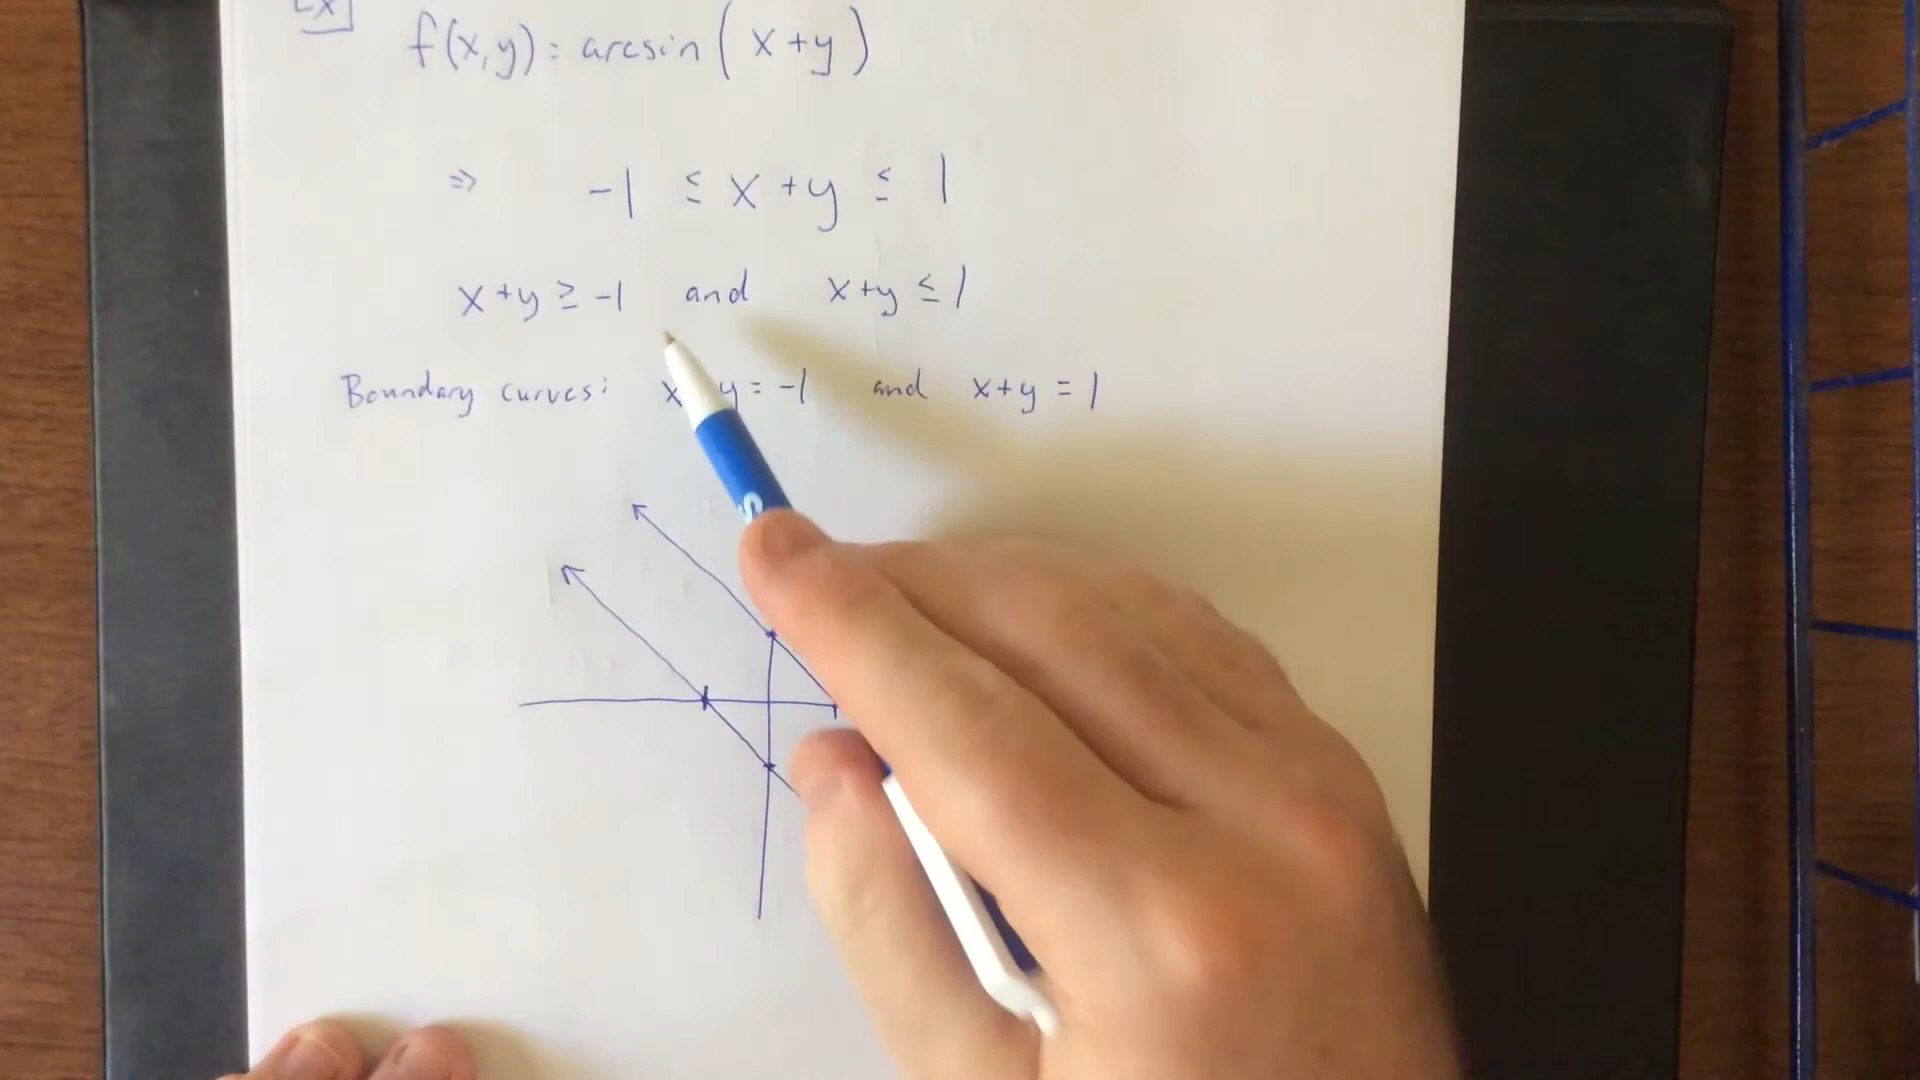 Ex
f(x,y) = arcsin(x+y)
⇒ -1 ≤ x+y ≤ 1
x+y ≥ -1 and x+y ≤ 1
Boundary curves: x y = -1 and x+y = 1
S